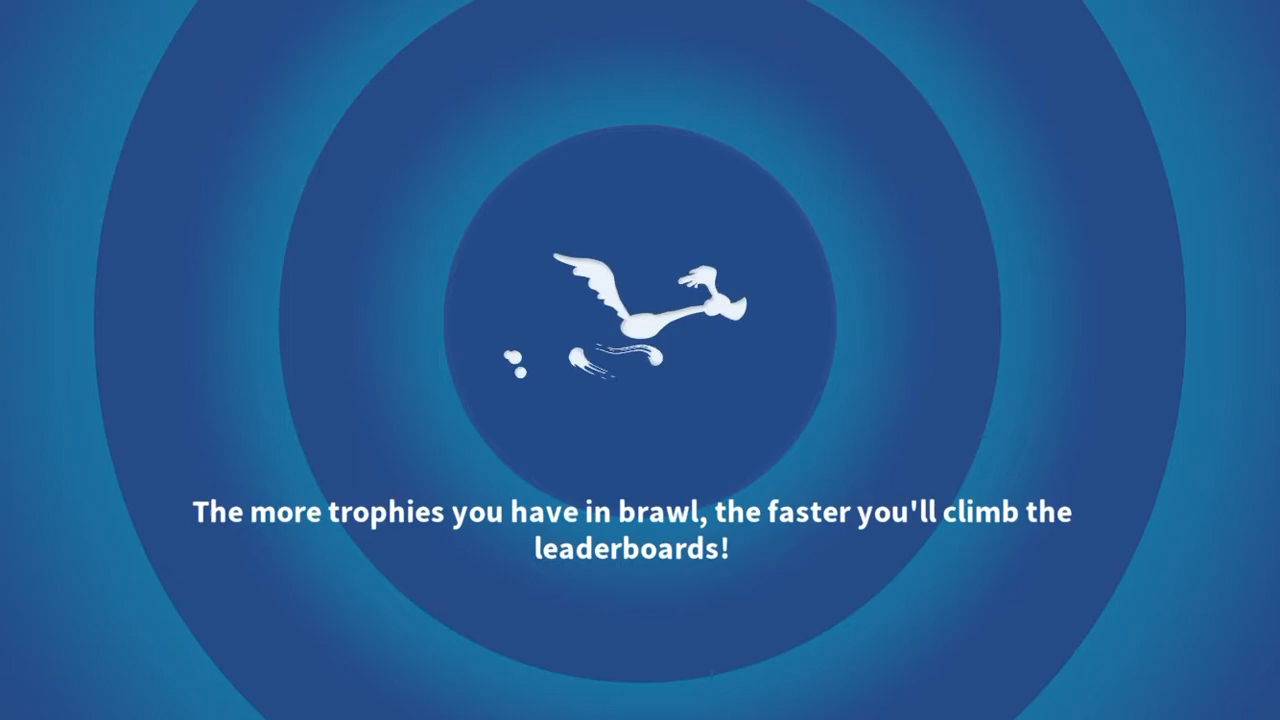 The more trophies you have in brawl, the faster you'll climb the
leaderboards!